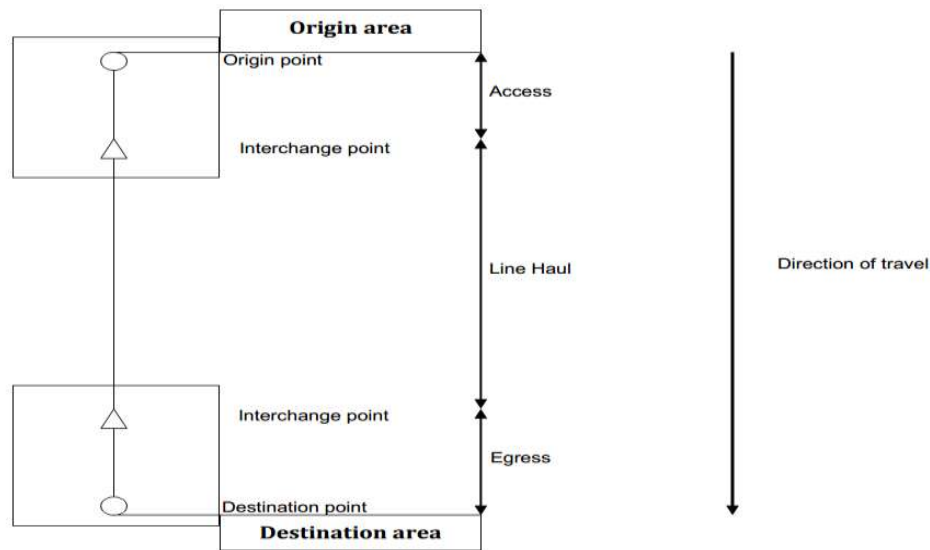 Origin area
Origin point
Access
Interchange point
Line Haul
Direction of travel
Interchange point
Egress
Destination point
Destination area